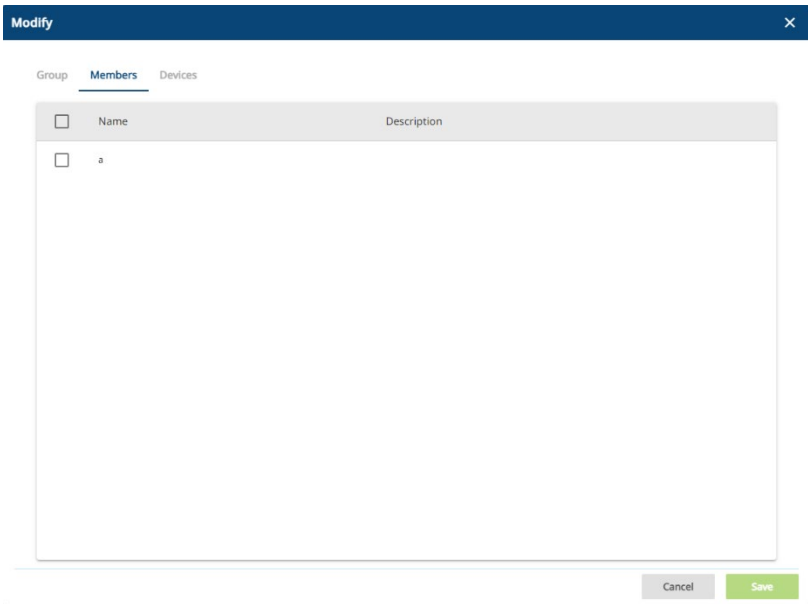 Modify
Group Members Devices
Name Description
a
Cancel Save